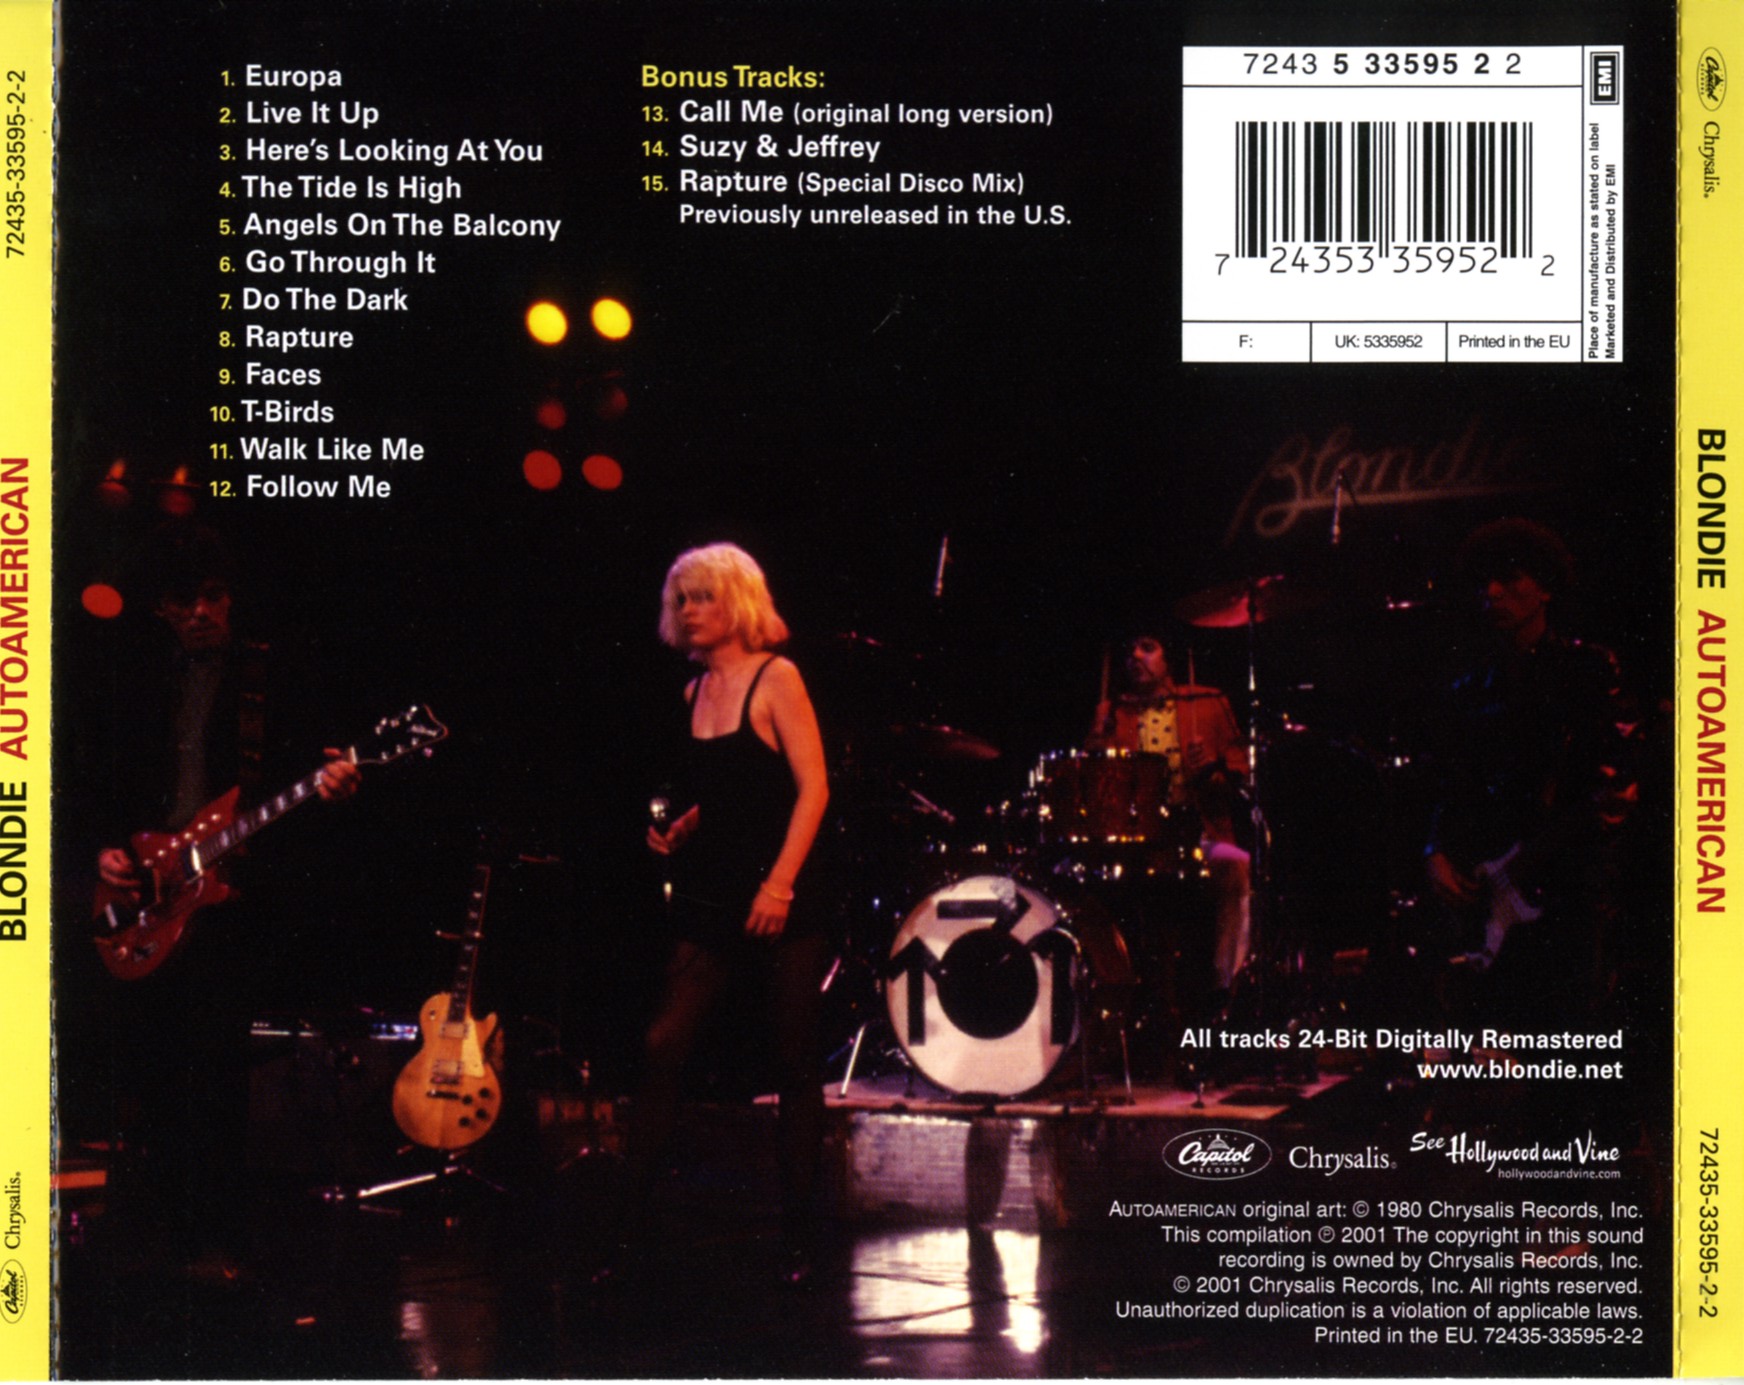 1. Europa
2. Live It Up
3. Here's Looking At You
4. The Tide Is High
5. Angels On The Balcony
6. Go Through It
7. Do The Dark
8. Rapture
9. Faces
10. T-Birds
11. Walk Like Me
12. Follow Me
Bonus Tracks:
13. Call Me (original long version)
14. Suzy & Jeffrey
15. Rapture (Special Disco Mix)
Previously unreleased in the U.S.
7243 5 33595 2 2
EMI
7 24353 35952 2
F:
UK: 5335952
Printed in the EU
Place of manufacture as stated on label
Marketed and Distributed by EMI
Blondie
All tracks 24-Bit Digitally Remastered
www.blondie.net
Capitol
RECORDS
Chrysalis.
See Hollywood and Vine
hollywoodandvine.com
AUTOAMERICAN original art: © 1980 Chrysalis Records, Inc.
This compilation ℗ 2001 The copyright in this sound
recording is owned by Chrysalis Records, Inc.
© 2001 Chrysalis Records, Inc. All rights reserved.
Unauthorized duplication is a violation of applicable laws.
Printed in the EU. 72435-33595-2-2
Capitol Chrysalis. BLONDIE AUTOAMERICAN 72435-33595-2-2
Capitol Chrysalis. BLONDIE AUTOAMERICAN 72435-33595-2-2